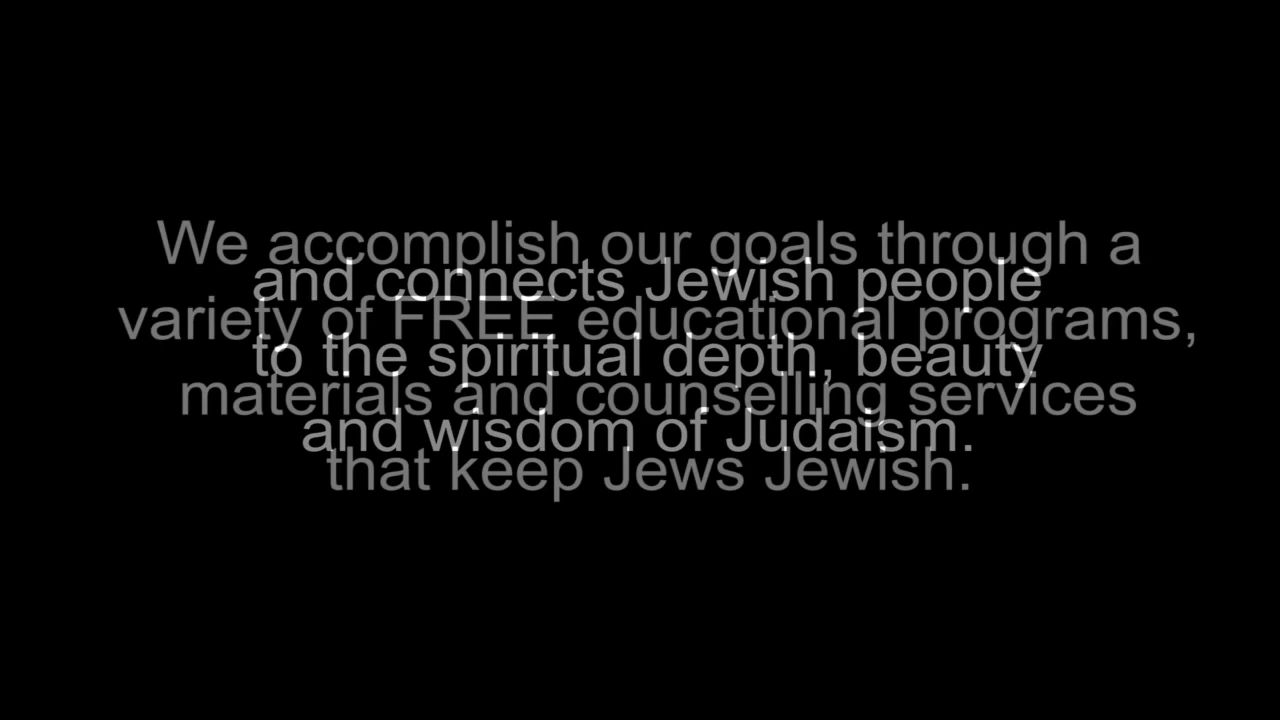 We accomplish our goals through a
and connects Jewish people
variety of FREE educational programs,
to the spiritual depth, beauty
materials and counselling services
and wisdom of Judaism.
that keep Jews Jewish.